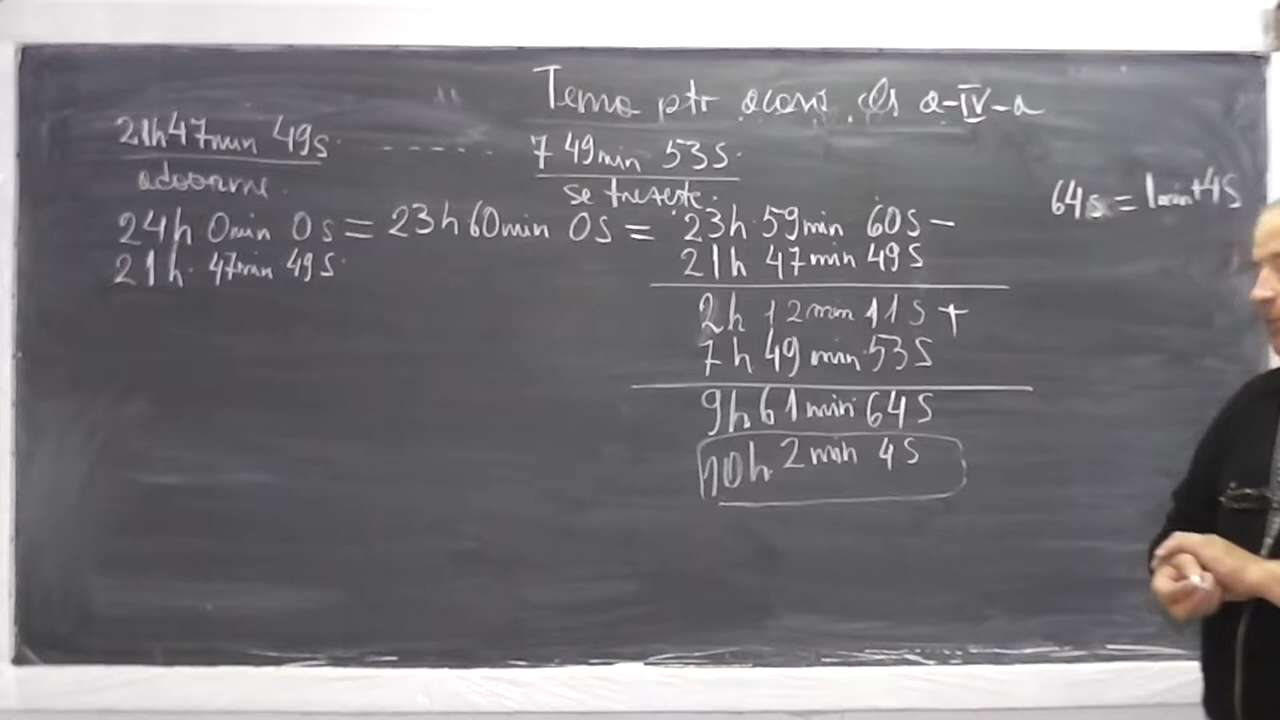 Tema ptr acasă cls a-IV-a
21h47min 49s ........ 7 49min 53s
adoarme. se trezește.
64s = 1min+4s
24h 0min 0s = 23h 60min 0s = 23h 59min 60s −
21h 47min 49s 21h 47min 49s
2h 12min 11s +
7h 49min 53s
9h 61min 64s
10h 2min 4s